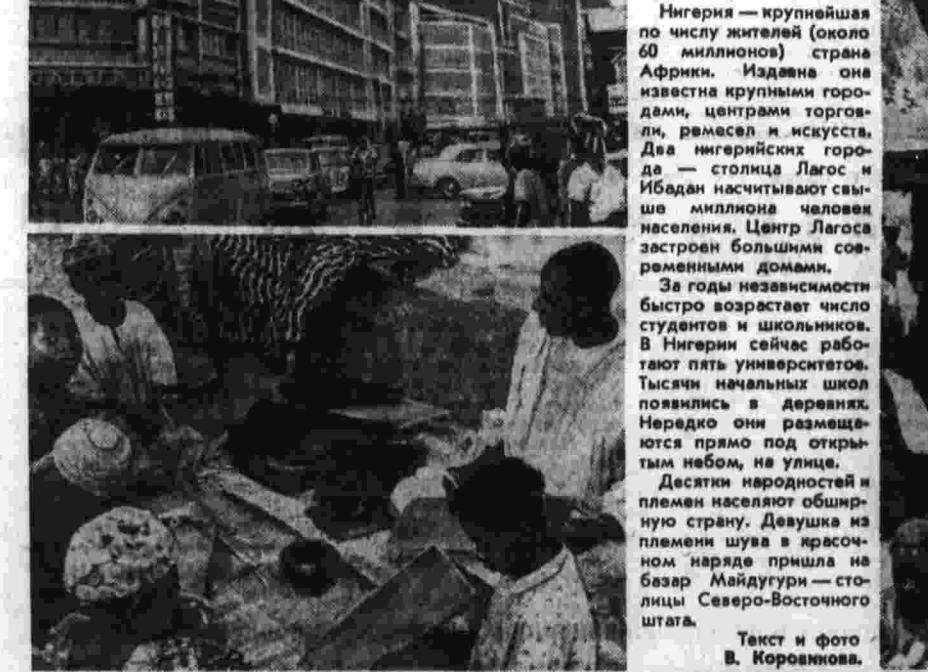 Нигерия — крупнейшая
по числу жителей (около
60 миллионов) страна
Африки. Издавна она
известна крупными горо-
дами, центрами торгов-
ли, ремесел и искусств.
Два нигерийских горо-
да — столица Лагос и
Ибадан насчитывают свы-
ше миллиона человек
населения. Центр Лагоса
застроен большими сов-
ременными домами.
За годы независимости
быстро возрастает число
студентов и школьников.
В Нигерии сейчас рабо-
тают пять университетов.
Тысячи начальных школ
появились в деревнях.
Нередко они размеща-
ются прямо под откры-
тым небом, на улице.
Десятки народностей и
племен населяют обшир-
ную страну. Девушка из
племени шува в красоч-
ном наряде пришла на
базар Майдугури — сто-
лицы Северо-Восточного
штата.
Текст и фото
В. Коровикова.